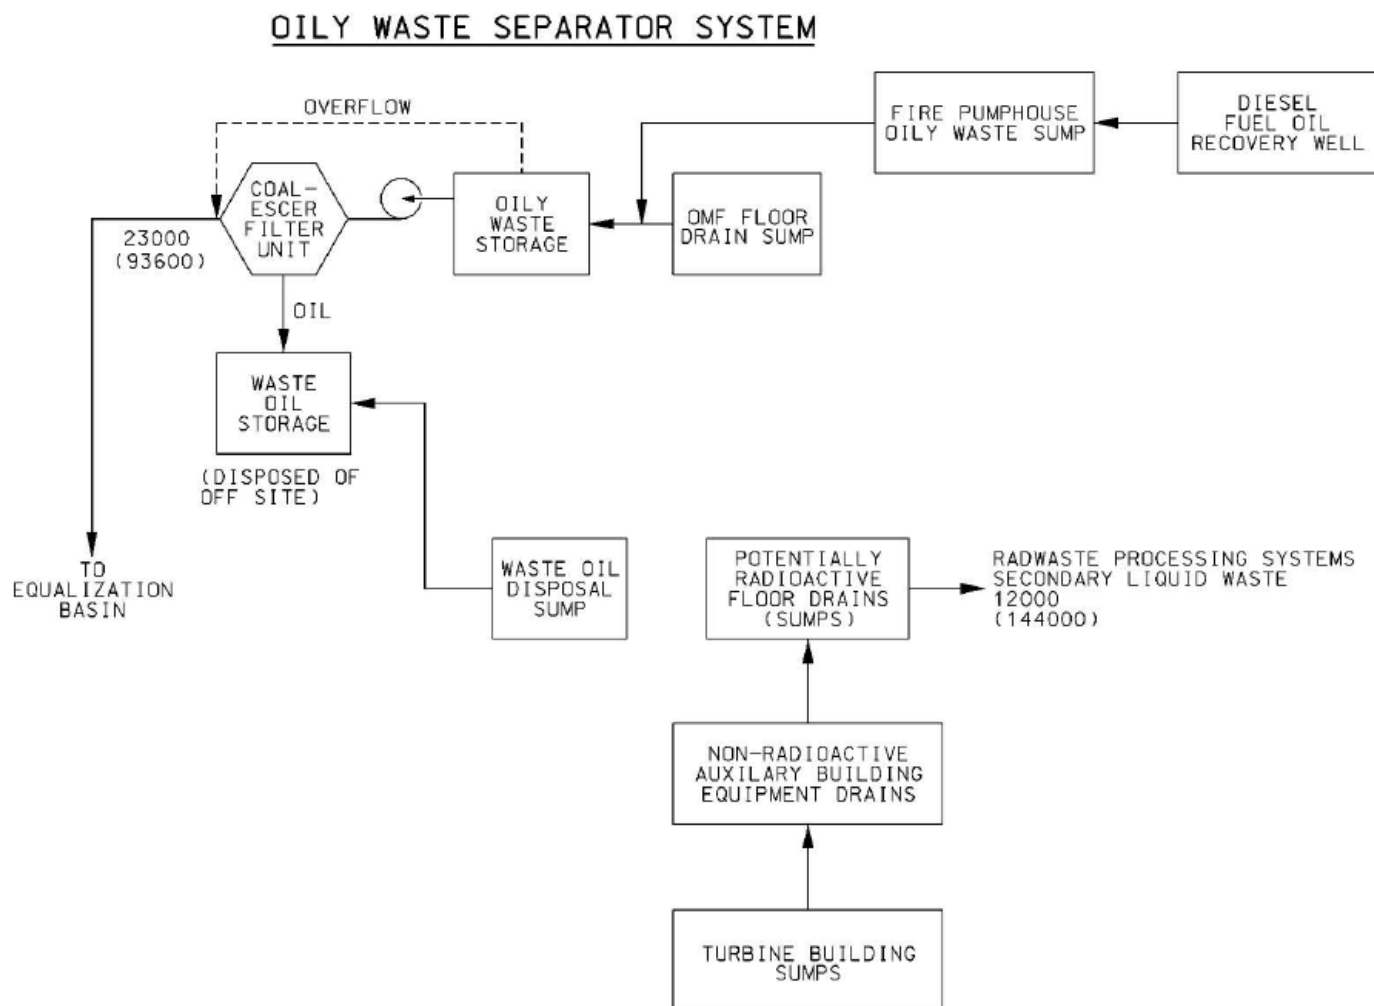 OILY WASTE SEPARATOR SYSTEM
OVERFLOW
FIRE PUMPHOUSE
OILY WASTE SUMP
DIESEL
FUEL OIL
RECOVERY WELL
COAL-
ESCER
FILTER
UNIT
OILY
WASTE
STORAGE
OMF FLOOR
DRAIN SUMP
23000
(93600)
OIL
WASTE
OIL
STORAGE
(DISPOSED OF
OFF SITE)
TO
EQUALIZATION
BASIN
WASTE OIL
DISPOSAL
SUMP
POTENTIALLY
RADIOACTIVE
FLOOR DRAINS
(SUMPS)
RADWASTE PROCESSING SYSTEMS
SECONDARY LIQUID WASTE
12000
(144000)
NON-RADIOACTIVE
AUXILARY BUILDING
EQUIPMENT DRAINS
TURBINE BUILDING
SUMPS